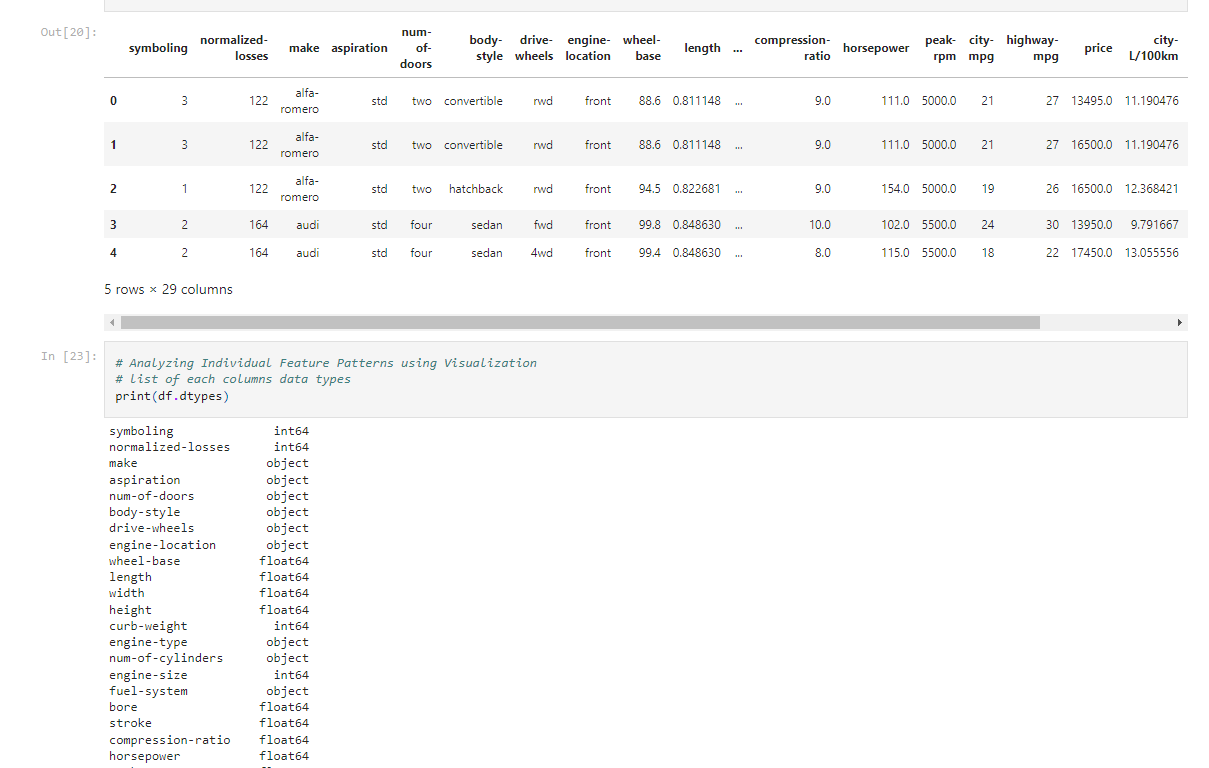 Out[20]:
symboling normalized-losses make aspiration num-of-doors body-style drive-wheels engine-location wheel-base length ... compression-ratio horsepower peak-rpm city-mpg highway-mpg price city-L/100km
0 3 122 alfa-romero std two convertible rwd front 88.6 0.811148 ... 9.0 111.0 5000.0 21 27 13495.0 11.190476
1 3 122 alfa-romero std two convertible rwd front 88.6 0.811148 ... 9.0 111.0 5000.0 21 27 16500.0 11.190476
2 1 122 alfa-romero std two hatchback rwd front 94.5 0.822681 ... 9.0 154.0 5000.0 19 26 16500.0 12.368421
3 2 164 audi std four sedan fwd front 99.8 0.848630 ... 10.0 102.0 5500.0 24 30 13950.0 9.791667
4 2 164 audi std four sedan 4wd front 99.4 0.848630 ... 8.0 115.0 5500.0 18 22 17450.0 13.055556
5 rows × 29 columns
In [23]:
# Analyzing Individual Feature Patterns using Visualization
# list of each columns data types
print(df.dtypes)
symboling int64
normalized-losses int64
make object
aspiration object
num-of-doors object
body-style object
drive-wheels object
engine-location object
wheel-base float64
length float64
width float64
height float64
curb-weight int64
engine-type object
num-of-cylinders object
engine-size int64
fuel-system object
bore float64
stroke float64
compression-ratio float64
horsepower float64